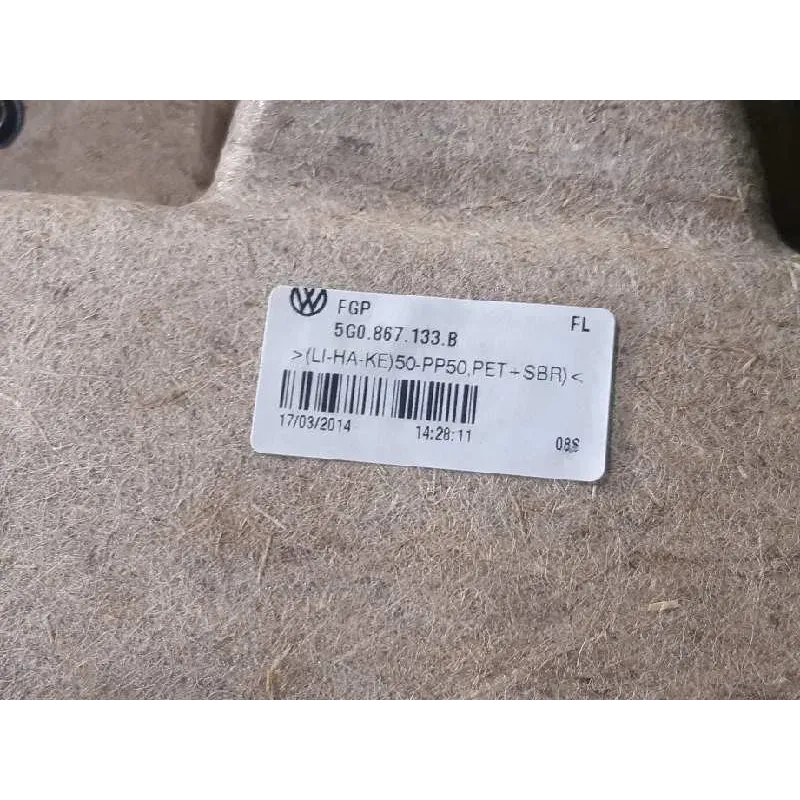 FGP FL
5G0.867.133.B
>(LI-HA-KE)50-PP50,PET+SBR)<
17/03/2014 14:28:11 08S